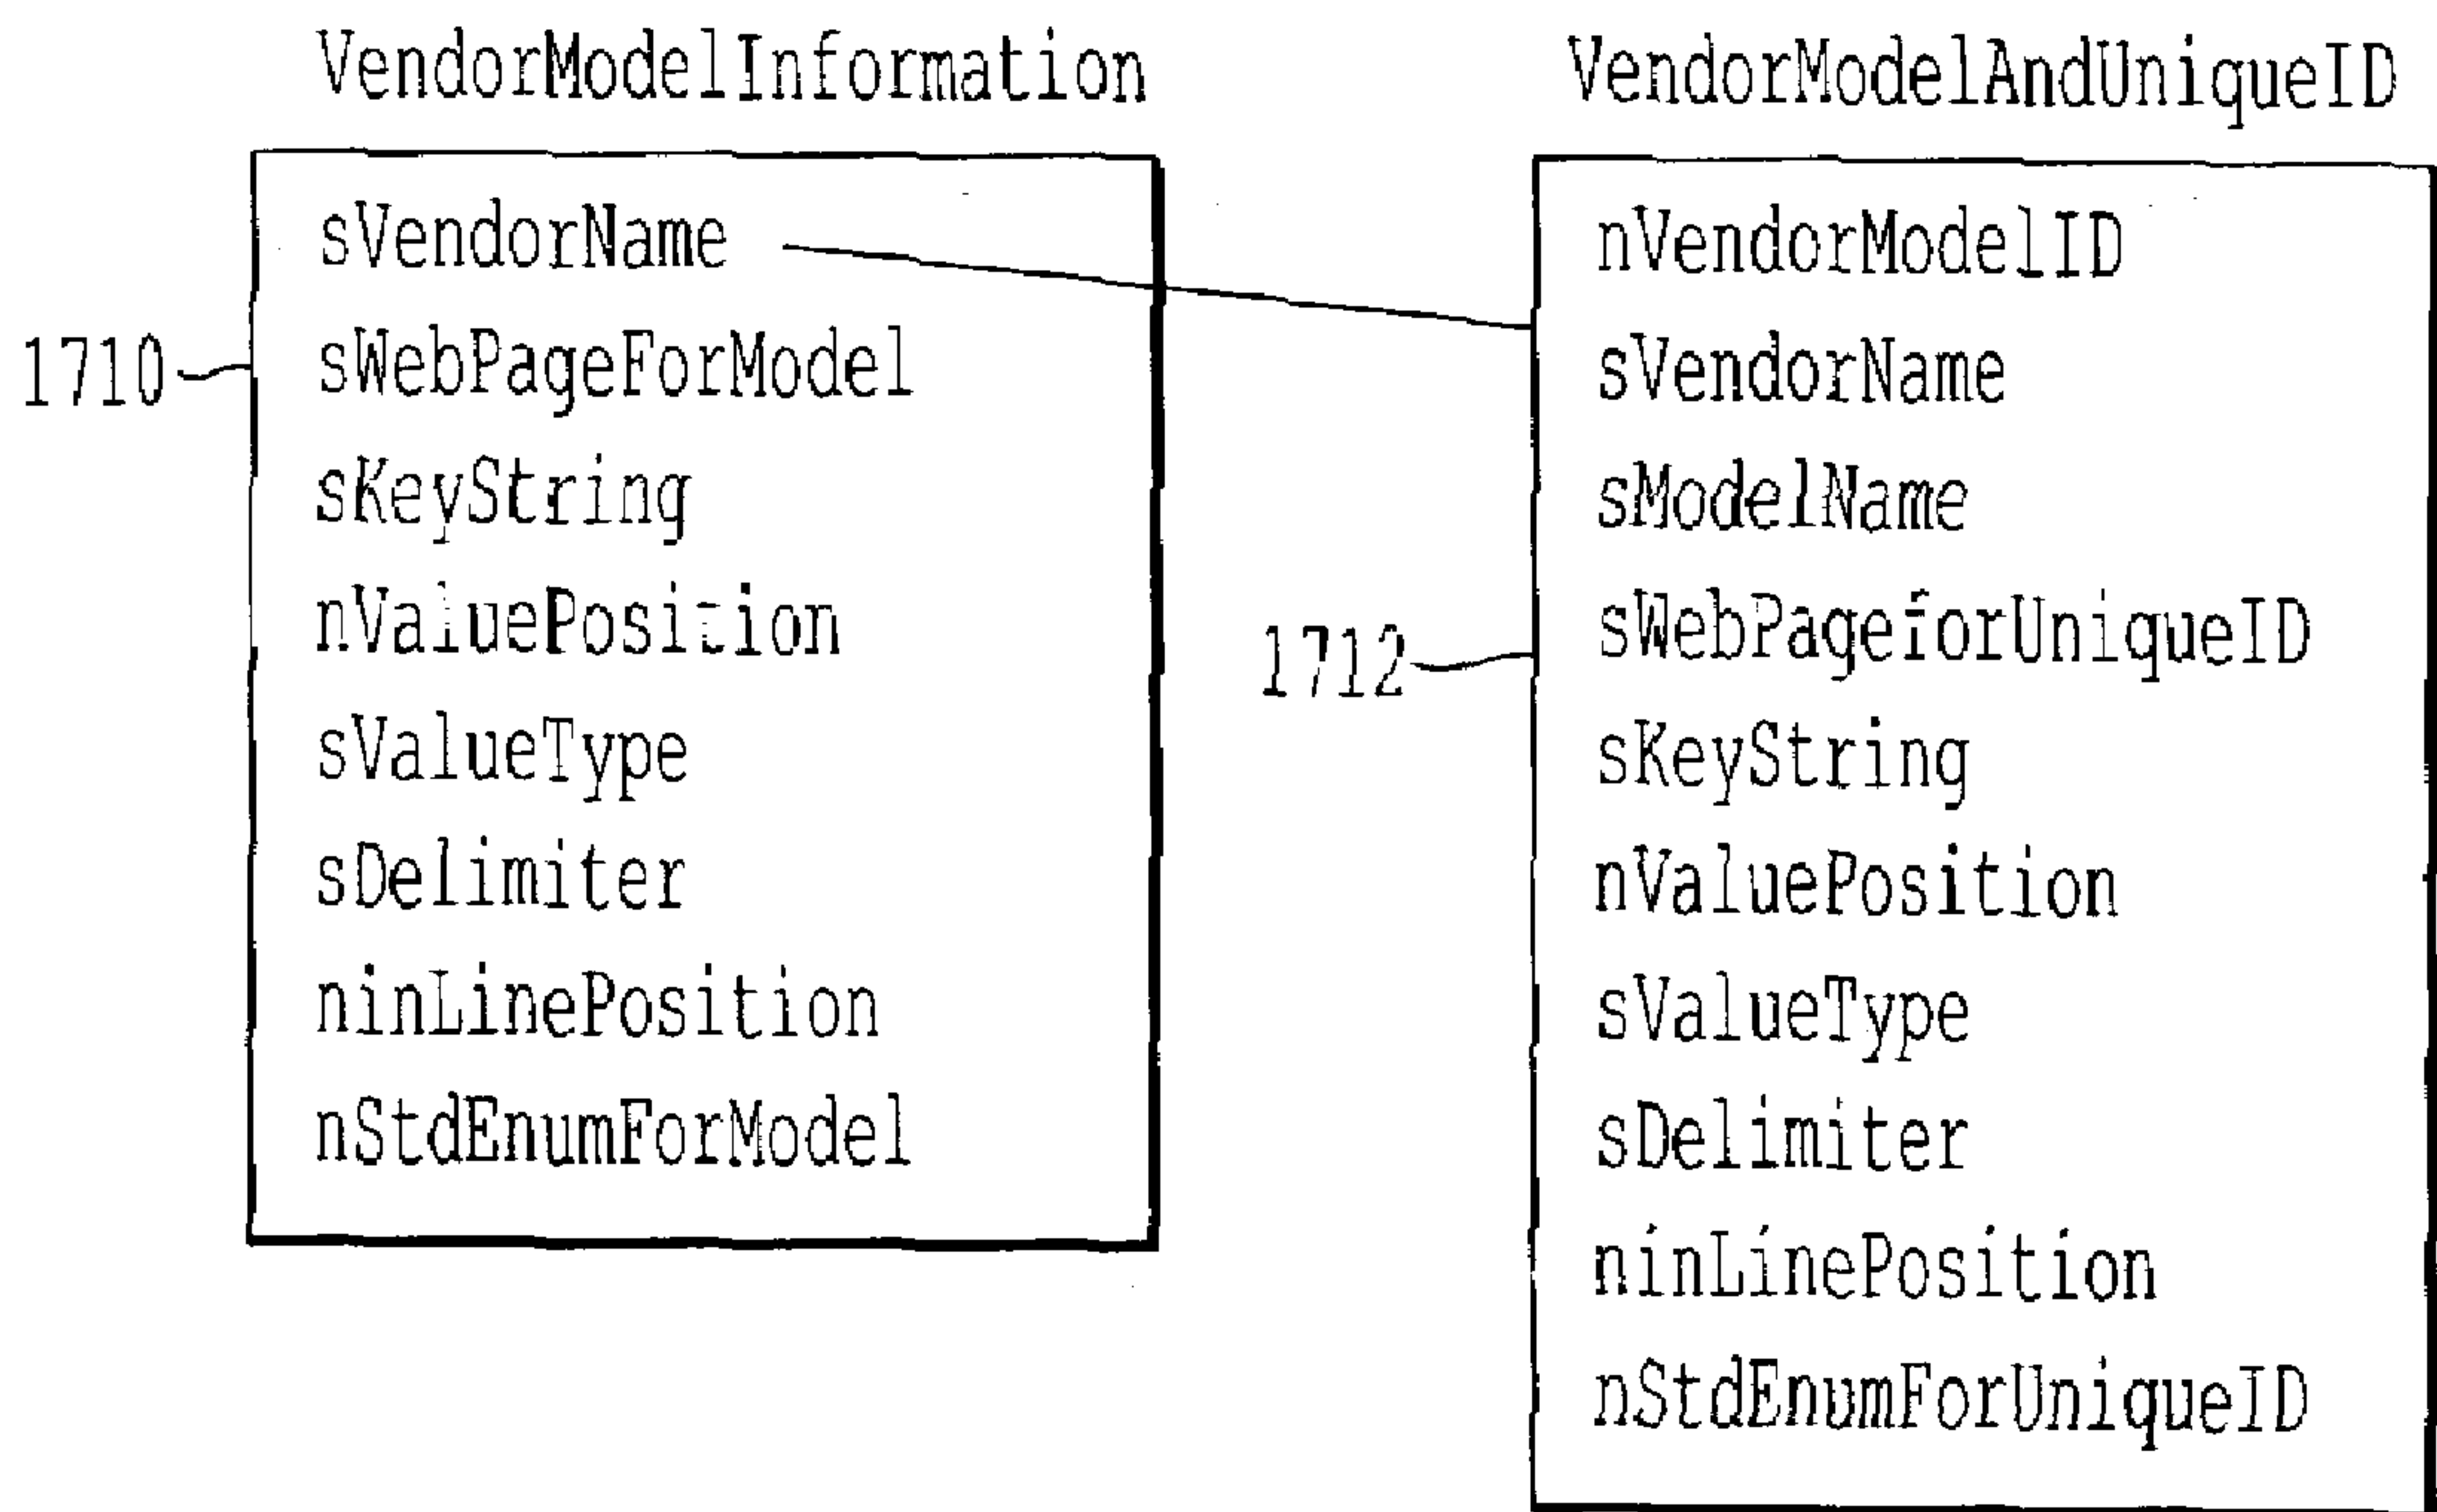 VendorModelInformation
sVendorName
sWebPageForModel
sKeyString
nValuePosition
sValueType
sDelimiter
ninLinePosition
nStdEnumForModel
1710
VendorModelAndUniqueID
nVendorModelID
sVendorName
sModelName
sWebPageforUniqueID
sKeyString
nValuePosition
sValueType
sDelimiter
ninLinePosition
nStdEnumForUniqueID
1712